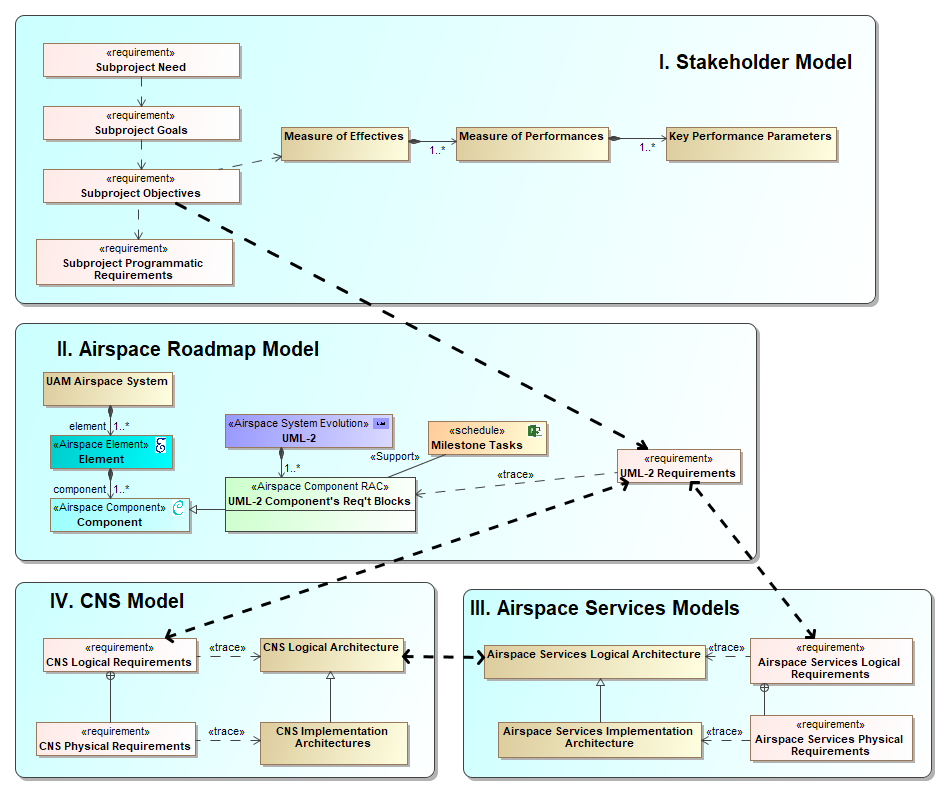 «requirement»
Subproject Need
I. Stakeholder Model
«requirement»
Subproject Goals
Measure of Effectives
1..*
Measure of Performances
1..*
Key Performance Parameters
«requirement»
Subproject Objectives
«requirement»
Subproject Programmatic
Requirements
II. Airspace Roadmap Model
UAM Airspace System
element
1..*
«Airspace Element»
Element
component
1..*
«Airspace Component»
Component
«Airspace System Evolution»
UML-2
1..*
«schedule»
Milestone Tasks
«Support»
«Airspace Component RAC»
UML-2 Component's Req't Blocks
«trace»
«requirement»
UML-2 Requirements
IV. CNS Model
«requirement»
CNS Logical Requirements
«trace»
CNS Logical Architecture
«requirement»
CNS Physical Requirements
«trace»
CNS Implementation
Architectures
III. Airspace Services Models
Airspace Services Logical Architecture
«trace»
«requirement»
Airspace Services Logical
Requirements
Airspace Services Implementation
Architecture
«trace»
«requirement»
Airspace Services Physical
Requirements